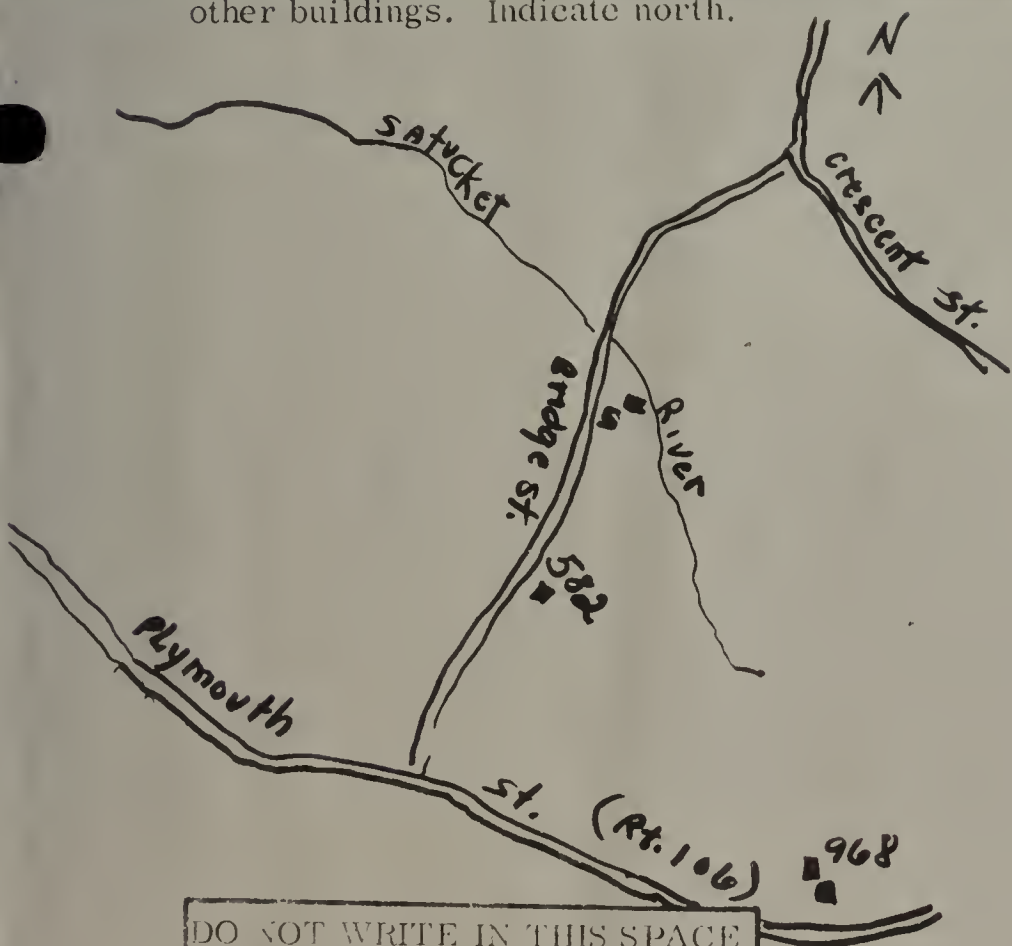 other buildings. Indicate north.
N
Satucket
Crescent St.
Bridge St.
River
582
Plymouth
St. (Rt. 106)
968
DO NOT WRITE IN THIS SPACE